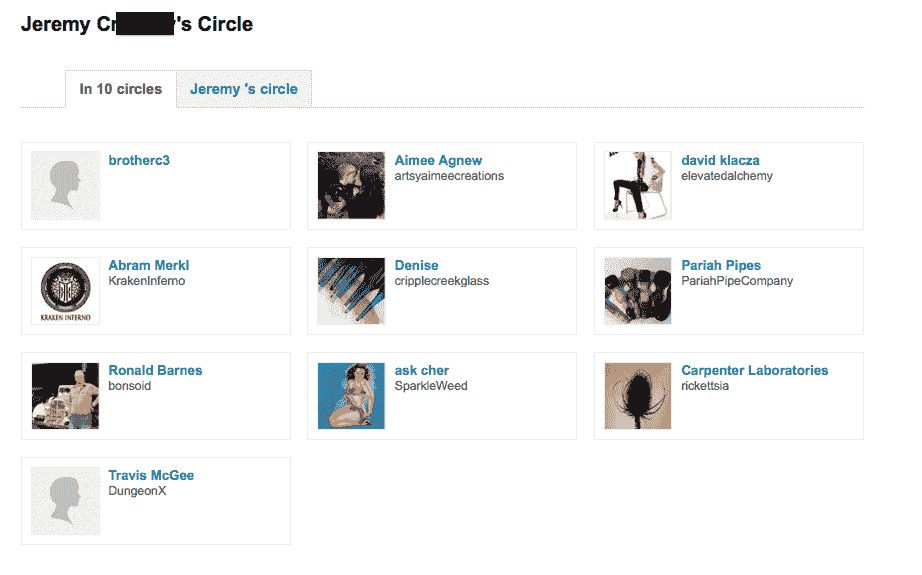 Jeremy Cr 's Circle
In 10 circles
Jeremy 's circle
brotherc3
Aimee Agnew
artsyaimeecreations
david klacza
elevatedalchemy
Abram Merkl
KrakenInferno
KRAKEN INFERNO
Denise
cripplecreekglass
Pariah Pipes
PariahPipeCompany
Ronald Barnes
bonsoid
ask cher
SparkleWeed
Carpenter Laboratories
rickettsia
Travis McGee
DungeonX